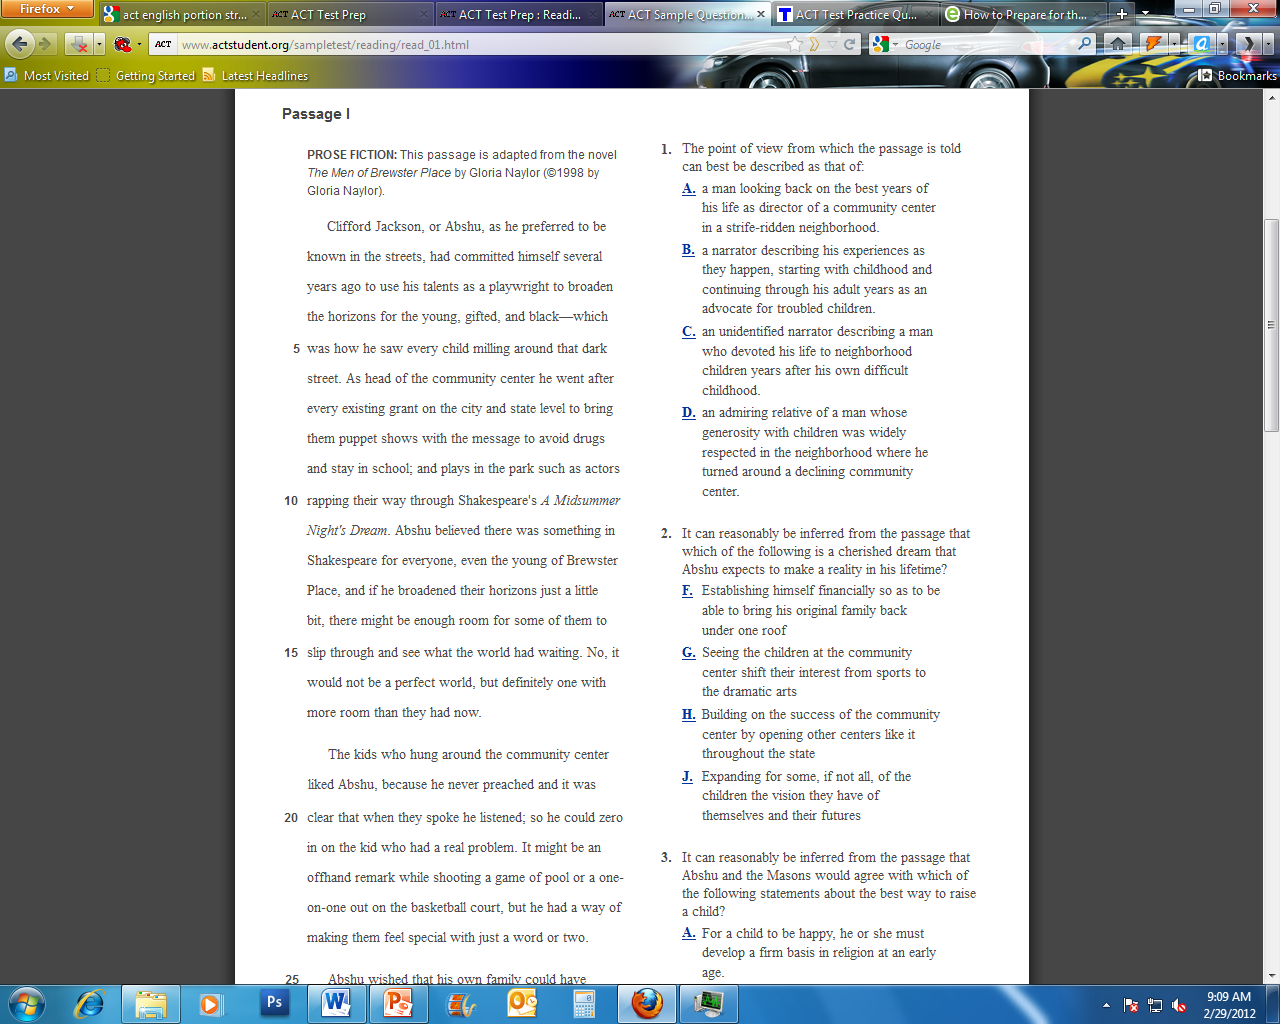 Firefox
act english portion str...
ACT Test Prep
ACT Test Prep : Readi...
ACT Sample Question...
ACT Test Practice Qu...
How to Prepare for th...
www.actstudent.org/sampletest/reading/read_01.html
Google
Most Visited
Getting Started
Latest Headlines
Bookmarks
Passage I
PROSE FICTION: This passage is adapted from the novel
The Men of Brewster Place by Gloria Naylor (©1998 by
Gloria Naylor).
Clifford Jackson, or Abshu, as he preferred to be
known in the streets, had committed himself several
years ago to use his talents as a playwright to broaden
the horizons for the young, gifted, and black—which
5 was how he saw every child milling around that dark
street. As head of the community center he went after
every existing grant on the city and state level to bring
them puppet shows with the message to avoid drugs
and stay in school; and plays in the park such as actors
10 rapping their way through Shakespeare's A Midsummer
Night's Dream. Abshu believed there was something in
Shakespeare for everyone, even the young of Brewster
Place, and if he broadened their horizons just a little
bit, there might be enough room for some of them to
15 slip through and see what the world had waiting. No, it
would not be a perfect world, but definitely one with
more room than they had now.
The kids who hung around the community center
liked Abshu, because he never preached and it was
20 clear that when they spoke he listened; so he could zero
in on the kid who had a real problem. It might be an
offhand remark while shooting a game of pool or a one-
on-one out on the basketball court, but he had a way of
making them feel special with just a word or two.
25 Abshu wished that his own family could have
1. The point of view from which the passage is told
can best be described as that of:
A. a man looking back on the best years of
his life as director of a community center
in a strife-ridden neighborhood.
B. a narrator describing his experiences as
they happen, starting with childhood and
continuing through his adult years as an
advocate for troubled children.
C. an unidentified narrator describing a man
who devoted his life to neighborhood
children years after his own difficult
childhood.
D. an admiring relative of a man whose
generosity with children was widely
respected in the neighborhood where he
turned around a declining community
center.
2. It can reasonably be inferred from the passage that
which of the following is a cherished dream that
Abshu expects to make a reality in his lifetime?
F. Establishing himself financially so as to be
able to bring his original family back
under one roof
G. Seeing the children at the community
center shift their interest from sports to
the dramatic arts
H. Building on the success of the community
center by opening other centers like it
throughout the state
J. Expanding for some, if not all, of the
children the vision they have of
themselves and their futures
3. It can reasonably be inferred from the passage that
Abshu and the Masons would agree with which of
the following statements about the best way to raise
a child?
A. For a child to be happy, he or she must
develop a firm basis in religion at an early
age.
Ps
9:09 AM
2/29/2012